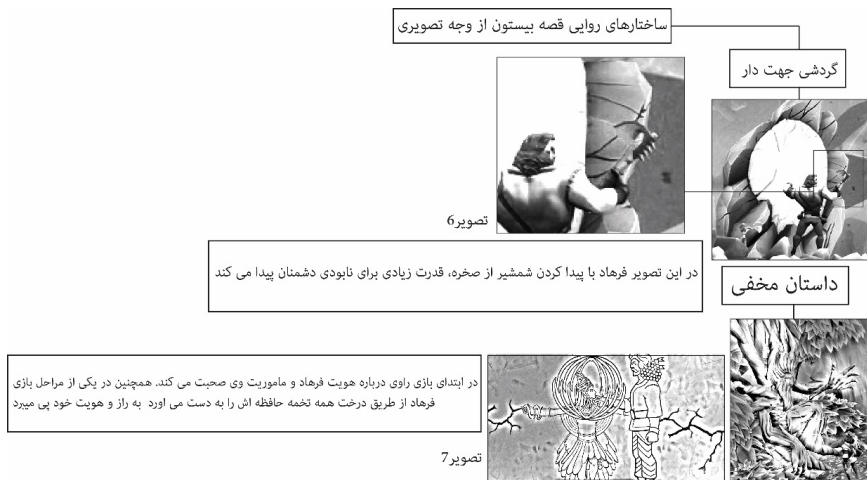 ساختارهای روایی قصه بیستون از وجه تصویری
گردشی جهت دار
تصویر6
در این تصویر فرهاد با پیدا کردن شمشیر از صخره، قدرت زیادی برای نابودی دشمنان پیدا می کند
داستان مخفی
در ابتدای بازی راوی درباره هویت فرهاد و ماموریت وی صحبت می کند. همچنین در یکی از مراحل بازی
فرهاد از طریق درخت همه تخمه حافظه اش را به دست می اورد به راز و هویت خود پی میبرد
تصویر7